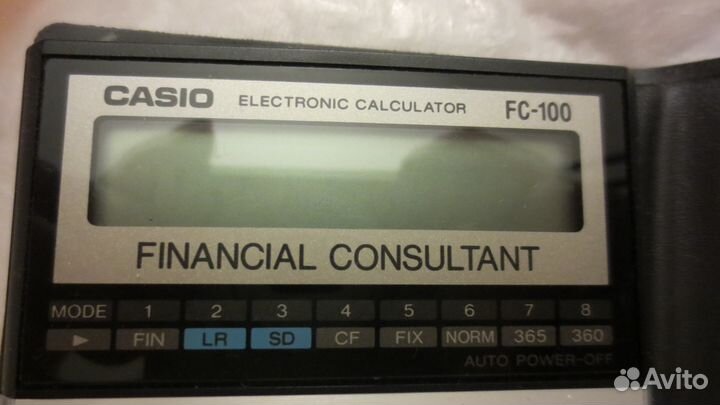 CASIO ELECTRONIC CALCULATOR FC-100
FINANCIAL CONSULTANT
MODE 1 2 3 4 5 6 7 8
► FIN LR SD CF FIX NORM 365 360
AUTO POWER-OFF
Avito